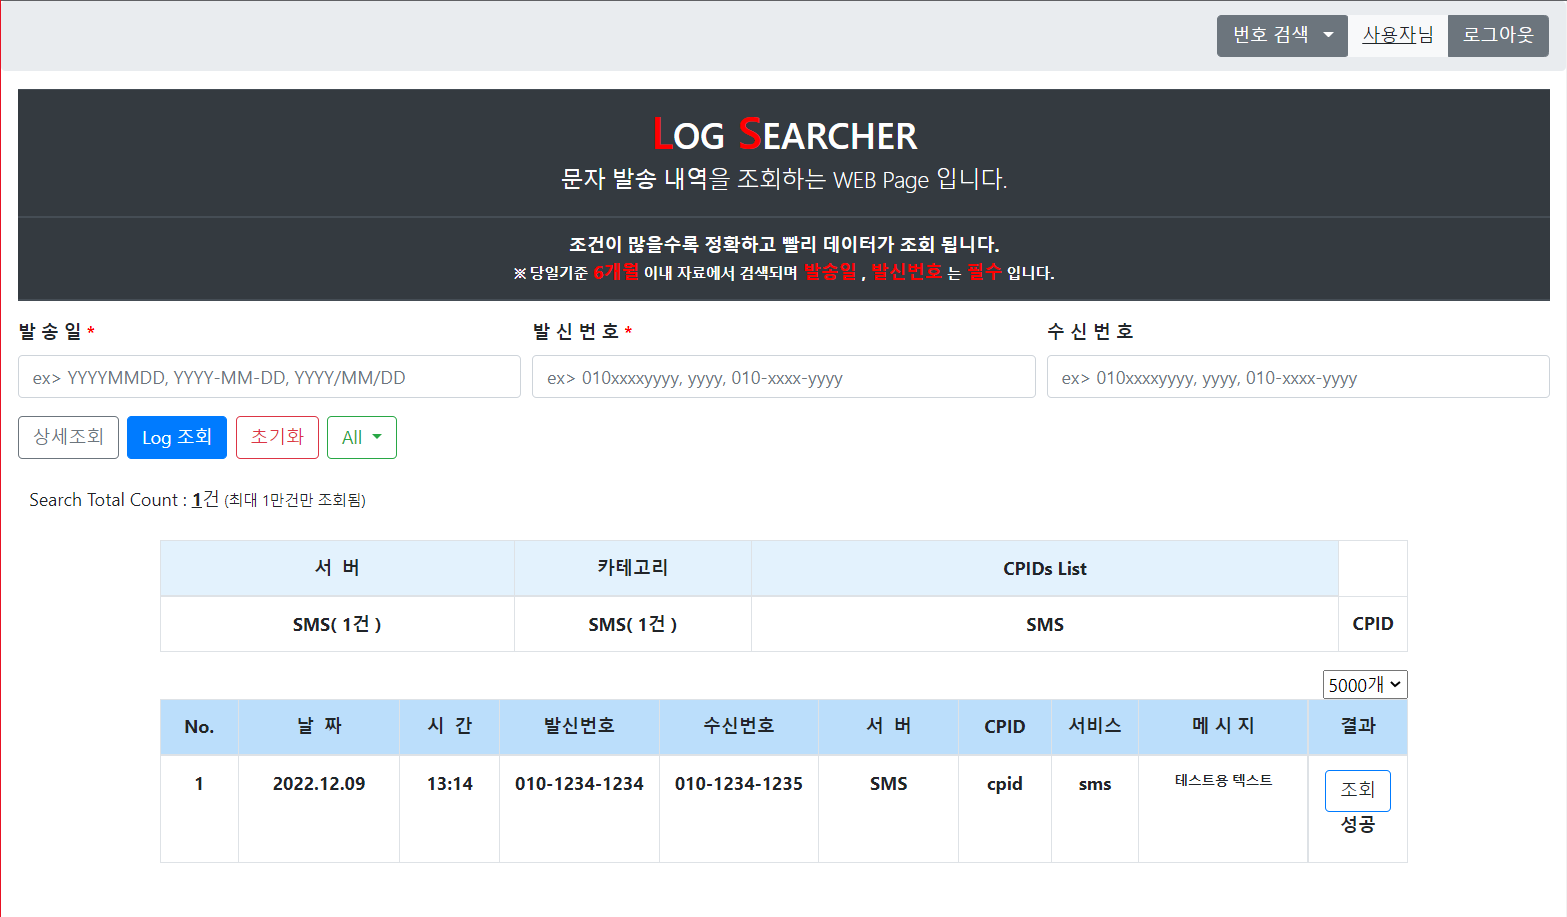 번호 검색 사용자님 로그아웃
LOG SEARCHER
문자 발송 내역을 조회하는 WEB Page 입니다.
조건이 많을수록 정확하고 빨리 데이터가 조회 됩니다.
※ 당일기준 6개월 이내 자료에서 검색되며 발송일 , 발신번호 는 필수 입니다.
발 송 일 * 발 신 번 호 * 수 신 번 호
ex> YYYYMMDD, YYYY-MM-DD, YYYY/MM/DD ex> 010xxxxyyyy, yyyy, 010-xxxx-yyyy ex> 010xxxxyyyy, yyyy, 010-xxxx-yyyy
상세조회 Log 조회 초기화 All
Search Total Count : 1건 (최대 1만건만 조회됨)
서 버 카테고리 CPIDs List
SMS( 1건 ) SMS( 1건 ) SMS CPID
5000개
No. 날 짜 시 간 발신번호 수신번호 서 버 CPID 서비스 메 시 지 결과
1 2022.12.09 13:14 010-1234-1234 010-1234-1235 SMS cpid sms 테스트용 텍스트 조회
성공